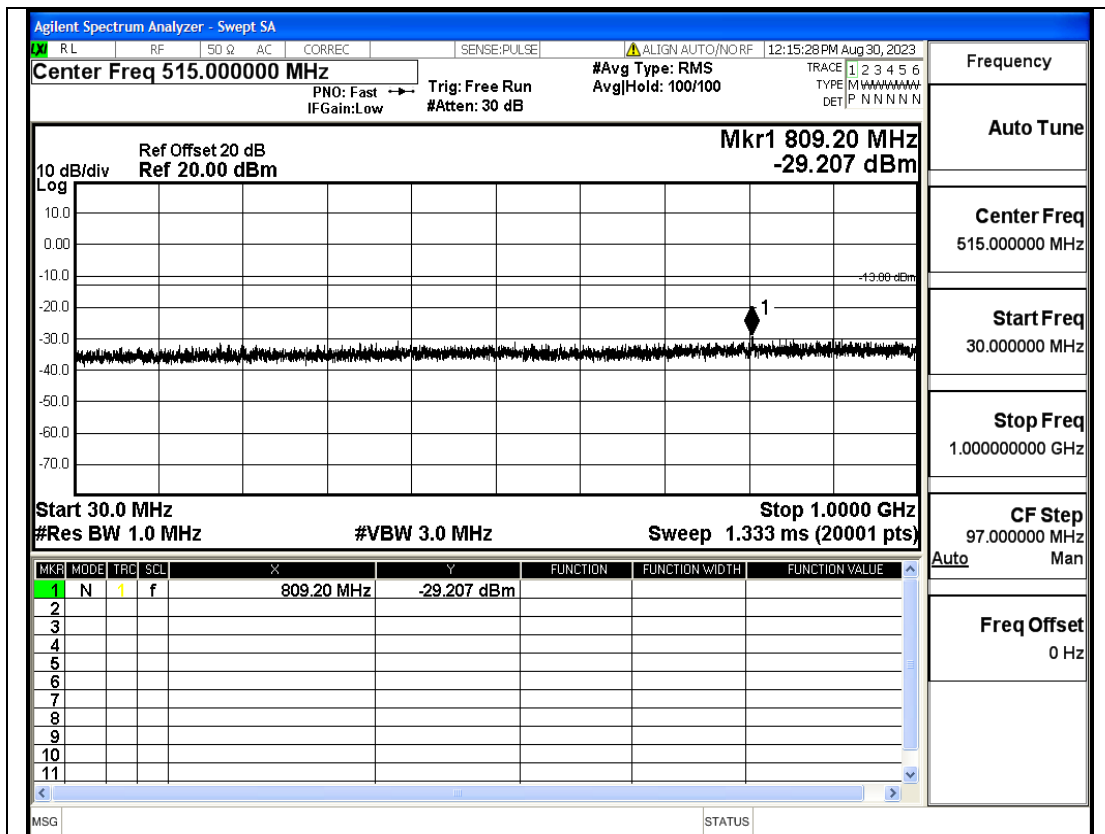 Agilent Spectrum Analyzer - Swept SA
LXI RL RF 50 Ω AC CORREC SENSE:PULSE ALIGN AUTO/NO RF 12:15:28 PM Aug 30, 2023
Center Freq 515.000000 MHz
PNO: Fast
IFGain:Low
Trig: Free Run
#Atten: 30 dB
#Avg Type: RMS
Avg|Hold: 100/100
TRACE 1 2 3 4 5 6
TYPE M WWWWW
DET P N N N N N
Mkr1 809.20 MHz
-29.207 dBm
Ref Offset 20 dB
10 dB/div Ref 20.00 dBm
Log
10.0
0.00
-10.0
-13.00 dBm
-20.0
1
-30.0
-40.0
-50.0
-60.0
-70.0
Start 30.0 MHz Stop 1.0000 GHz
#Res BW 1.0 MHz #VBW 3.0 MHz Sweep 1.333 ms (20001 pts)
MKR MODE TRC SCL X Y FUNCTION FUNCTION WIDTH FUNCTION VALUE
1 N 1 f 809.20 MHz -29.207 dBm
2
3
4
5
6
7
8
9
10
11
MSG STATUS
Frequency
Auto Tune
Center Freq
515.000000 MHz
Start Freq
30.000000 MHz
Stop Freq
1.000000000 GHz
CF Step
97.000000 MHz
Auto Man
Freq Offset
0 Hz